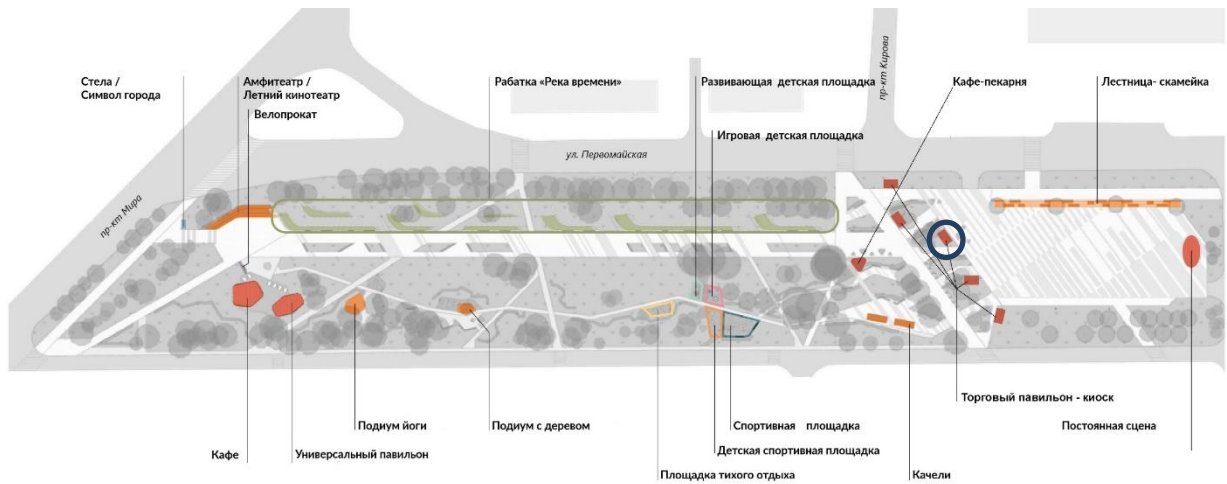 Стела /
Символ города
Амфитеатр /
Летний кинотеатр
Велопрокат
Рабатка «Река времени»
Развивающая детская площадка
Игровая детская площадка
пр-кт Кирова
Кафе-пекарня
Лестница- скамейка
ул. Первомайская
пр-кт Мира
Торговый павильон - киоск
Подиум йоги
Подиум с деревом
Спортивная площадка
Постоянная сцена
Кафе
Универсальный павильон
Детская спортивная площадка
Площадка тихого отдыха
Качели